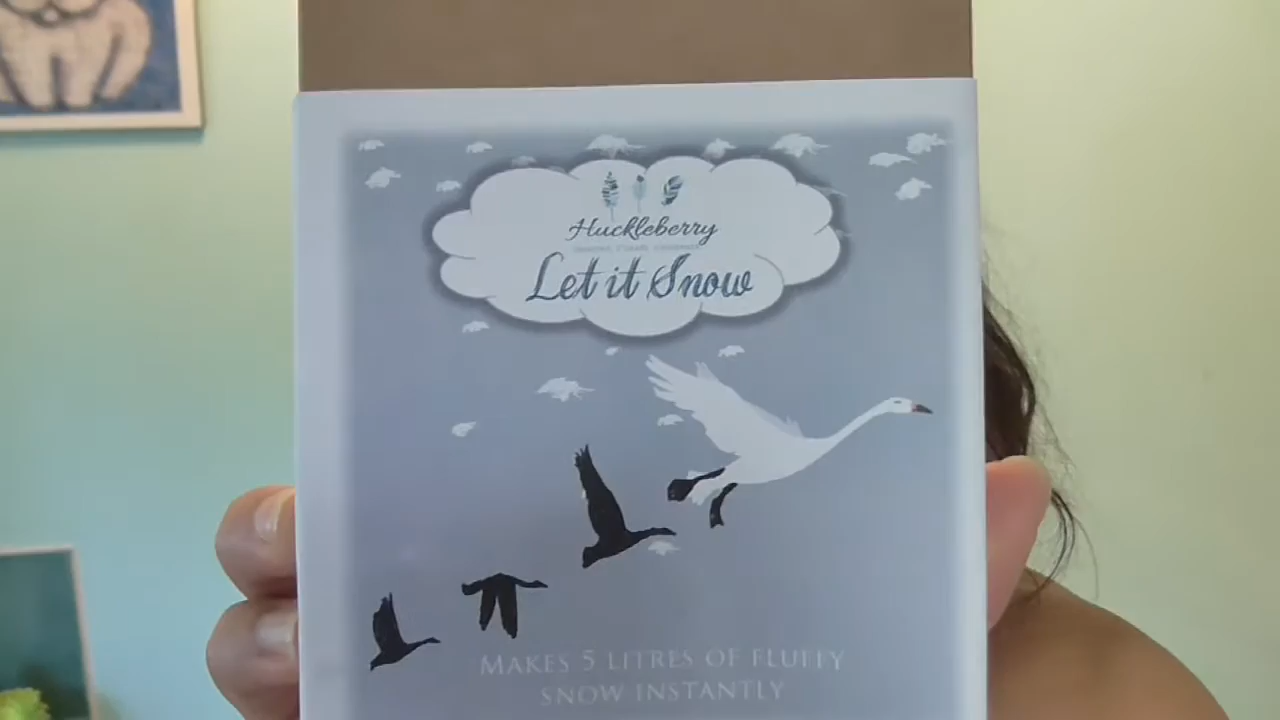 Huckleberry
Let it Snow
MAKES 5 LITRES OF FLUFFY
SNOW INSTANTLY